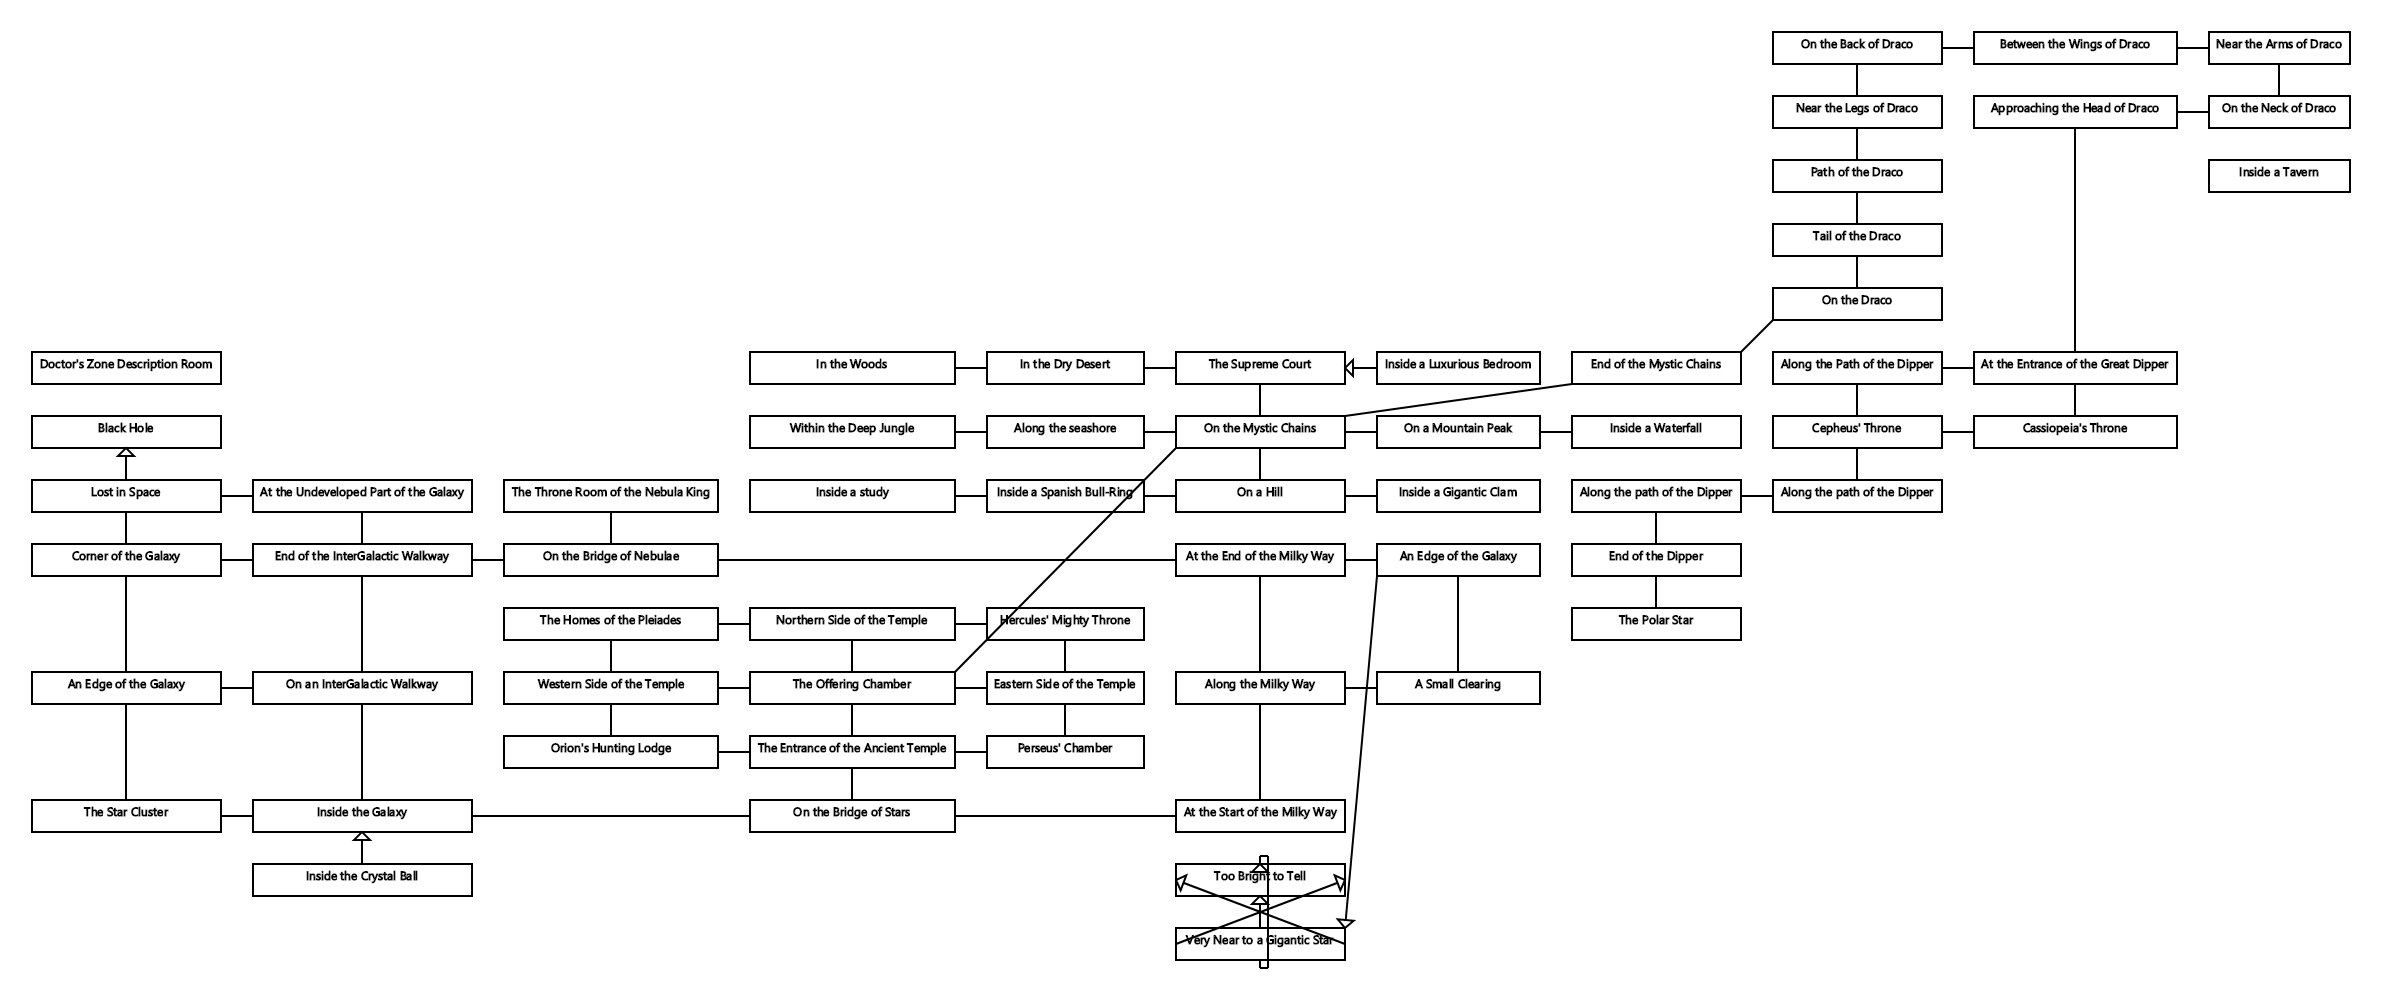 On the Back of Draco
Between the Wings of Draco
Near the Arms of Draco
Near the Legs of Draco
Approaching the Head of Draco
On the Neck of Draco
Path of the Draco
Inside a Tavern
Tail of the Draco
On the Draco
Doctor's Zone Description Room
In the Woods
In the Dry Desert
The Supreme Court
Inside a Luxurious Bedroom
End of the Mystic Chains
Along the Path of the Dipper
At the Entrance of the Great Dipper
Black Hole
Within the Deep Jungle
Along the seashore
On the Mystic Chains
On a Mountain Peak
Inside a Waterfall
Cepheus' Throne
Cassiopeia's Throne
Lost in Space
At the Undeveloped Part of the Galaxy
The Throne Room of the Nebula King
Inside a study
Inside a Spanish Bull-Ring
On a Hill
Inside a Gigantic Clam
Along the path of the Dipper
Along the path of the Dipper
Corner of the Galaxy
End of the InterGalactic Walkway
On the Bridge of Nebulae
At the End of the Milky Way
An Edge of the Galaxy
End of the Dipper
The Homes of the Pleiades
Northern Side of the Temple
Hercules' Mighty Throne
The Polar Star
An Edge of the Galaxy
On an InterGalactic Walkway
Western Side of the Temple
The Offering Chamber
Eastern Side of the Temple
Along the Milky Way
A Small Clearing
Orion's Hunting Lodge
The Entrance of the Ancient Temple
Perseus' Chamber
The Star Cluster
Inside the Galaxy
On the Bridge of Stars
At the Start of the Milky Way
Inside the Crystal Ball
Too Bright to Tell
Very Near to a Gigantic Star